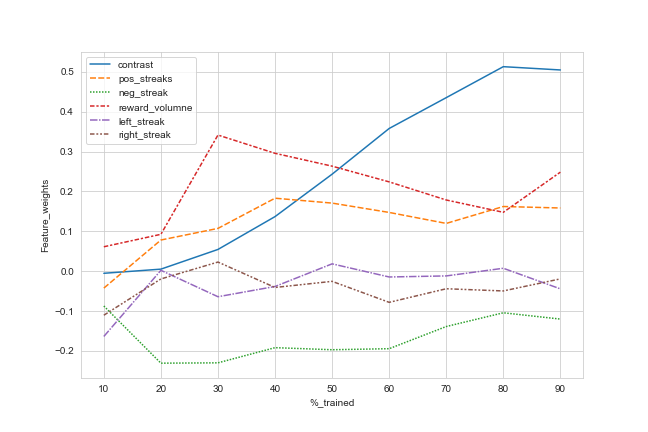 contrast
pos_streaks
neg_streak
reward_volumne
left_streak
right_streak
0.5
0.4
0.3
0.2
0.1
0.0
−0.1
−0.2
Feature_weights
10 20 30 40 50 60 70 80 90
%_trained